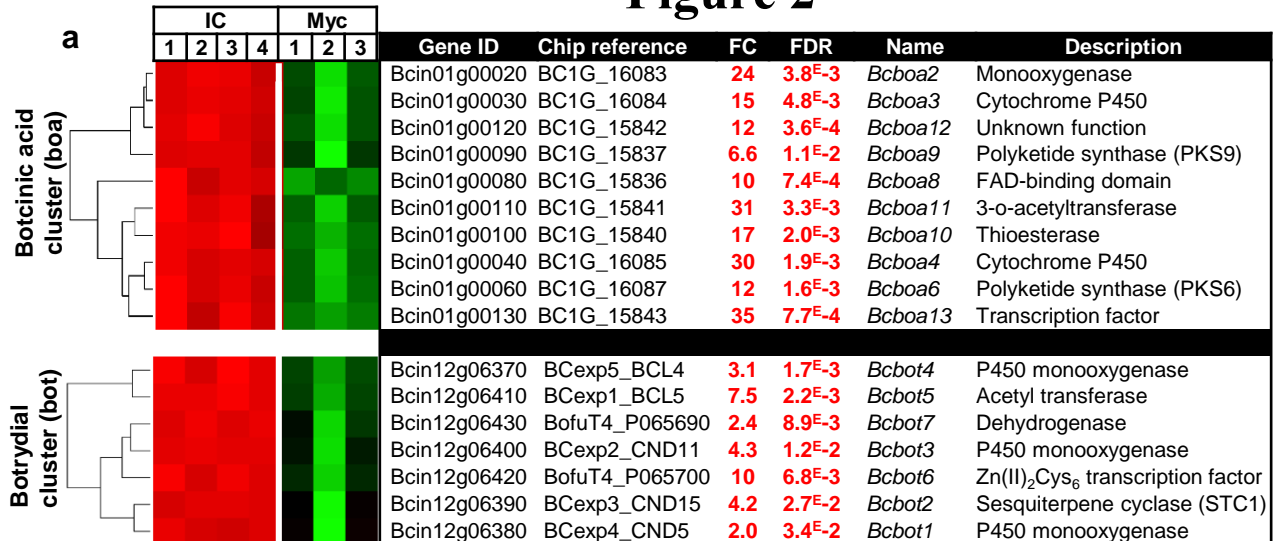 Figure 2
a
IC Myc
1 2 3 4 1 2 3
Gene ID Chip reference FC FDR Name Description
Botcinic acid
cluster (boa)
Bcin01g00020 BC1G_16083 24 3.8E-3 Bcboa2 Monooxygenase
Bcin01g00030 BC1G_16084 15 4.8E-3 Bcboa3 Cytochrome P450
Bcin01g00120 BC1G_15842 12 3.6E-4 Bcboa12 Unknown function
Bcin01g00090 BC1G_15837 6.6 1.1E-2 Bcboa9 Polyketide synthase (PKS9)
Bcin01g00080 BC1G_15836 10 7.4E-4 Bcboa8 FAD-binding domain
Bcin01g00110 BC1G_15841 31 3.3E-3 Bcboa11 3-o-acetyltransferase
Bcin01g00100 BC1G_15840 17 2.0E-3 Bcboa10 Thioesterase
Bcin01g00040 BC1G_16085 30 1.9E-3 Bcboa4 Cytochrome P450
Bcin01g00060 BC1G_16087 12 1.6E-3 Bcboa6 Polyketide synthase (PKS6)
Bcin01g00130 BC1G_15843 35 7.7E-4 Bcboa13 Transcription factor
Botrydial
cluster (bot)
Bcin12g06370 BCexp5_BCL4 3.1 1.7E-3 Bcbot4 P450 monooxygenase
Bcin12g06410 BCexp1_BCL5 7.5 2.2E-3 Bcbot5 Acetyl transferase
Bcin12g06430 BofuT4_P065690 2.4 8.9E-3 Bcbot7 Dehydrogenase
Bcin12g06400 BCexp2_CND11 4.3 1.2E-2 Bcbot3 P450 monooxygenase
Bcin12g06420 BofuT4_P065700 10 6.8E-3 Bcbot6 Zn(II)2Cys6 transcription factor
Bcin12g06390 BCexp3_CND15 4.2 2.7E-2 Bcbot2 Sesquiterpene cyclase (STC1)
Bcin12g06380 BCexp4_CND5 2.0 3.4E-2 Bcbot1 P450 monooxygenase